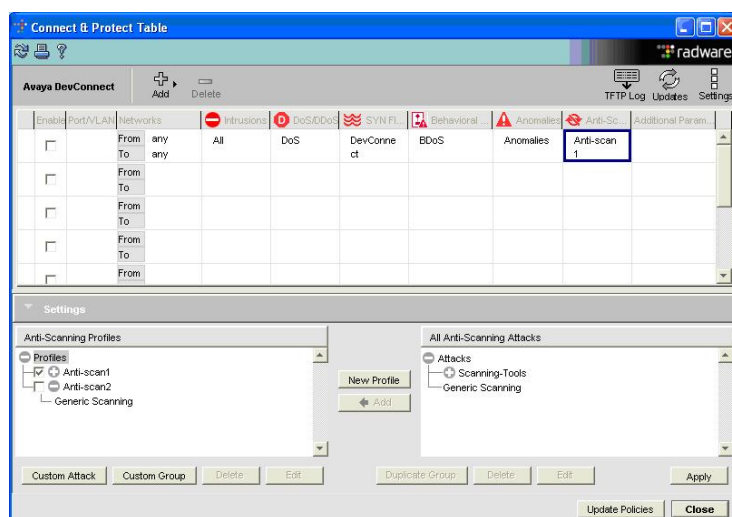 Connect & Protect Table
radware
Avaya DevConnect
Add
Delete
TFTP Log
Updates
Settings
Enable Port/VLAN Networks Intrusions DoS/DDoS SYN Fl... Behavioral ... Anomalies Anti-Sc... Additional Param...
From any All DoS DevConne BDoS Anomalies Anti-scan
To any ct 1
From
To
From
To
From
To
From
Settings
Anti-Scanning Profiles
All Anti-Scanning Attacks
Profiles
Anti-scan1
Anti-scan2
Generic Scanning
New Profile
Add
Attacks
Scanning-Tools
Generic Scanning
Custom Attack Custom Group Delete Edit Duplicate Group Delete Edit Apply
Update Policies Close